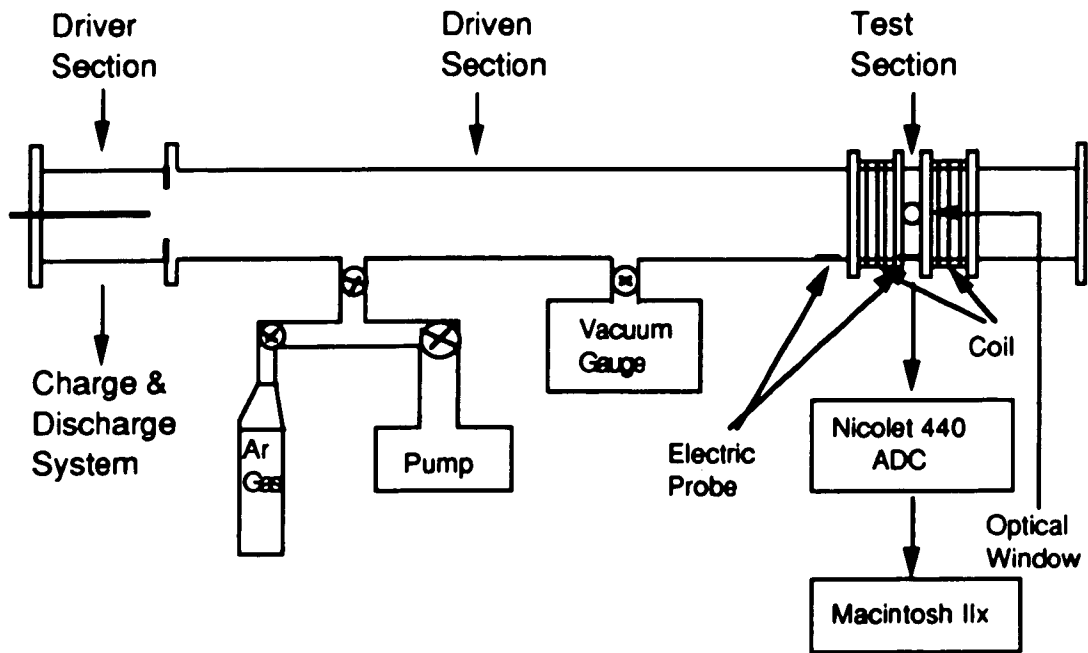 Driver
Section
Driven
Section
Test
Section
Charge &
Discharge
System
Ar
Gas
Pump
Vacuum
Gauge
Electric
Probe
Coil
Nicolet 440
ADC
Optical
Window
Macintosh IIx